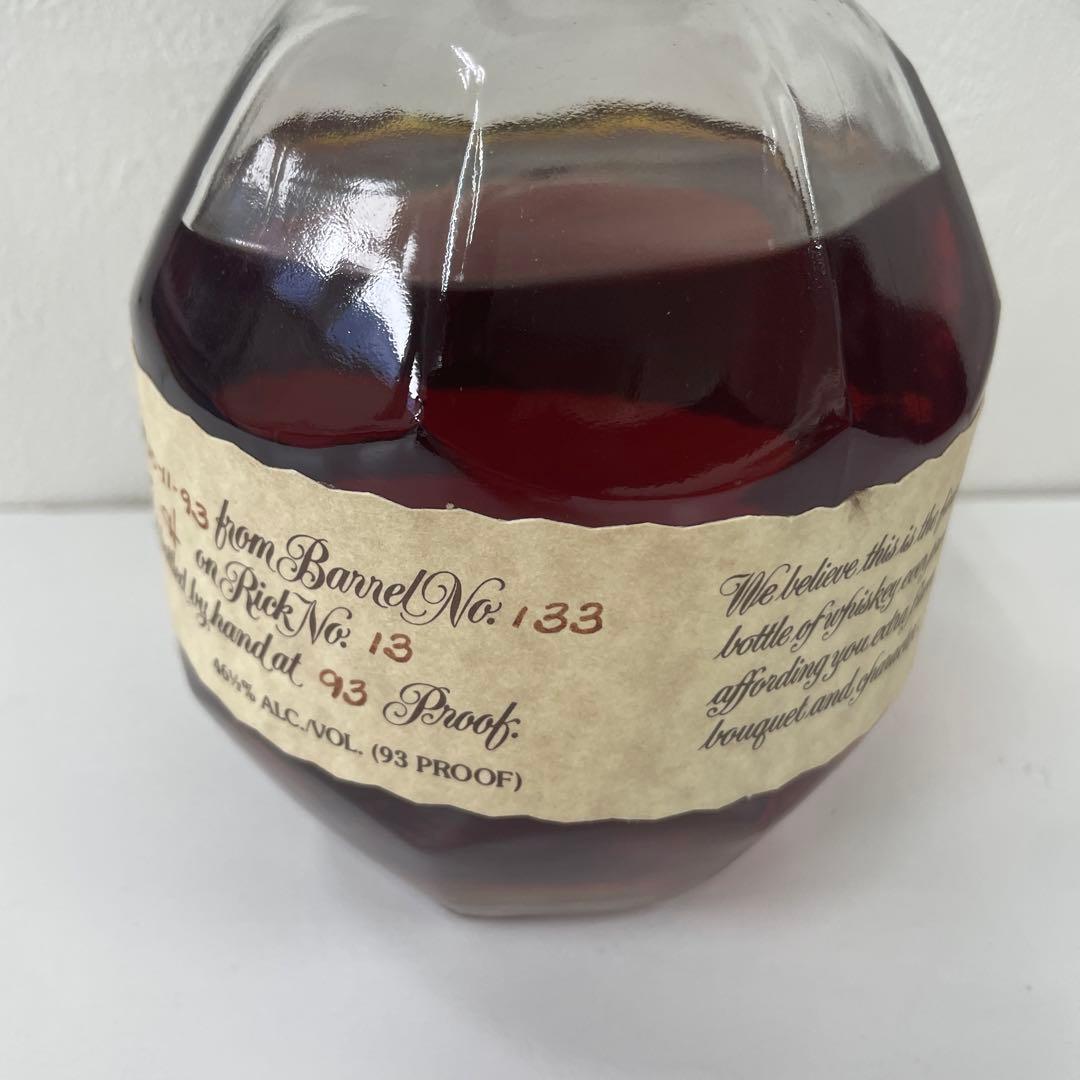 -11-93 from Barrel No. 133
on Rick No. 13
by hand at 93 Proof.
46½% ALC./VOL. (93 PROOF)
We believe this is the
bottle of whiskey
affording you extra
bouquet and